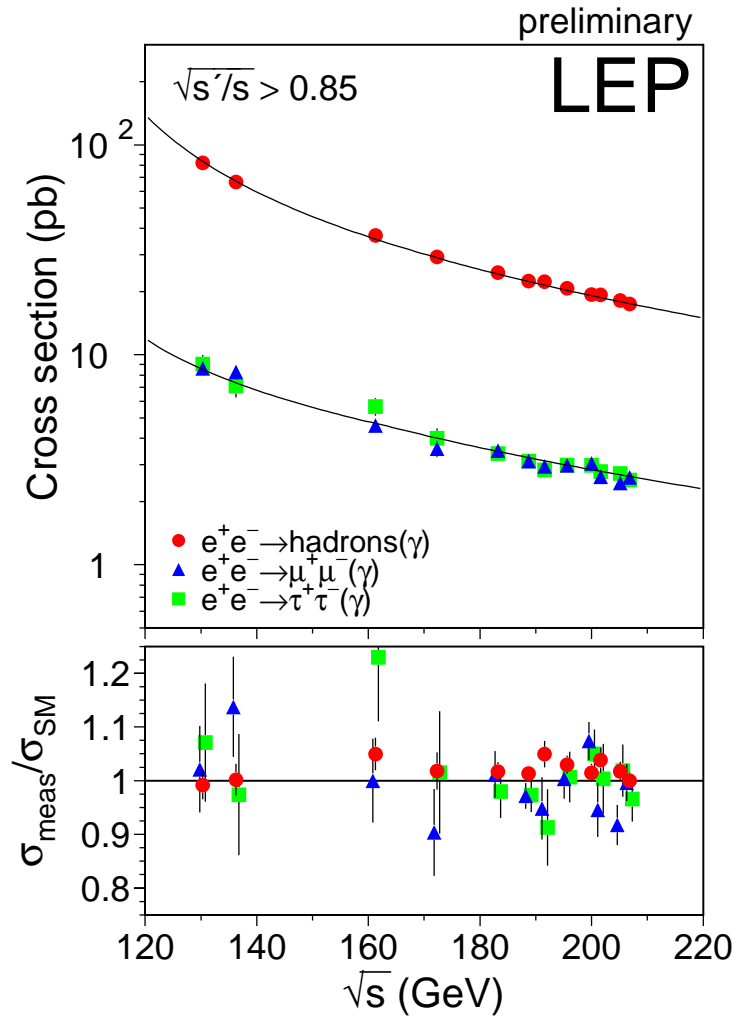 preliminary
√s´/s > 0.85
LEP
10²
10
1
Cross section (pb)
e⁺e⁻→hadrons(γ)
e⁺e⁻→μ⁺μ⁻(γ)
e⁺e⁻→τ⁺τ⁻(γ)
1.2
1.1
1
0.9
0.8
σmeas/σSM
120 140 160 180 200 220
√s (GeV)